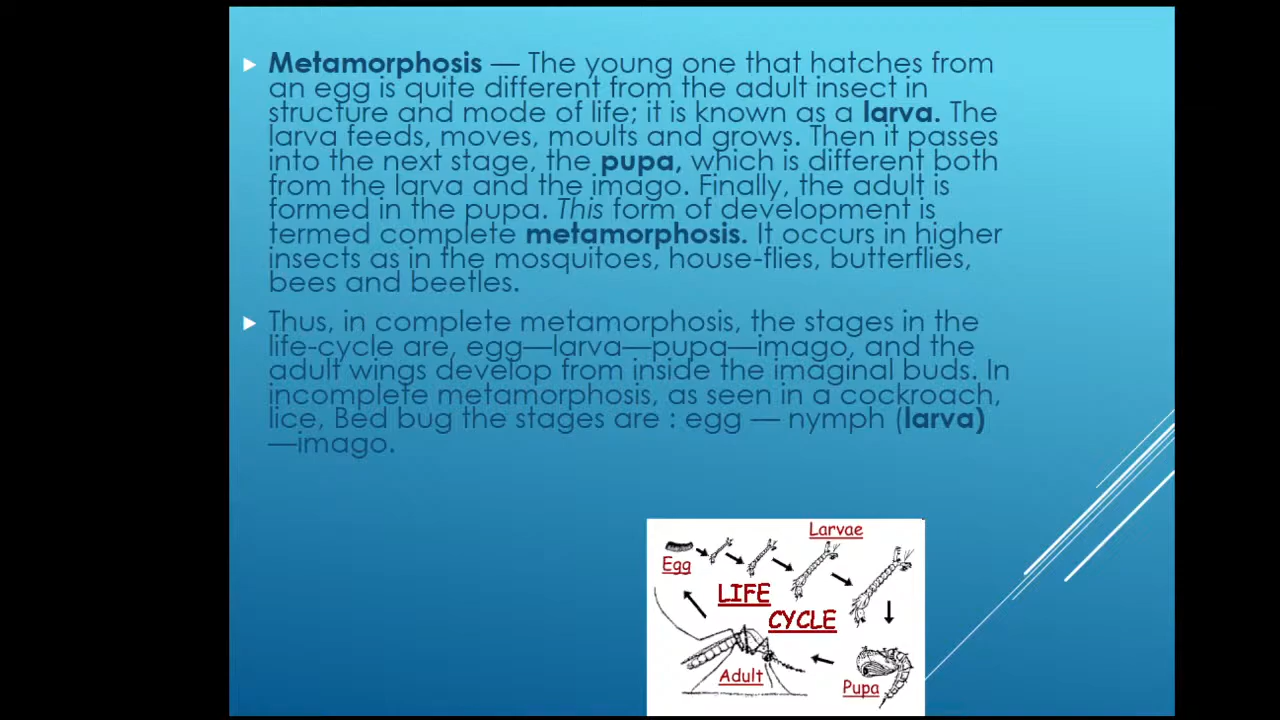 Metamorphosis — The young one that hatches from
an egg is quite different from the adult insect in
structure and mode of life; it is known as a larva. The
larva feeds, moves, moults and grows. Then it passes
into the next stage, the pupa, which is different both
from the larva and the imago. Finally, the adult is
formed in the pupa. This form of development is
termed complete metamorphosis. It occurs in higher
insects as in the mosquitoes, house-flies, butterflies,
bees and beetles.
Thus, in complete metamorphosis, the stages in the
life-cycle are, egg—larva—pupa—imago, and the
adult wings develop from inside the imaginal buds. In
incomplete metamorphosis, as seen in a cockroach,
lice, Bed bug the stages are : egg — nymph (larva)
—imago.
Larvae
Egg
LIFE
CYCLE
Adult
Pupa